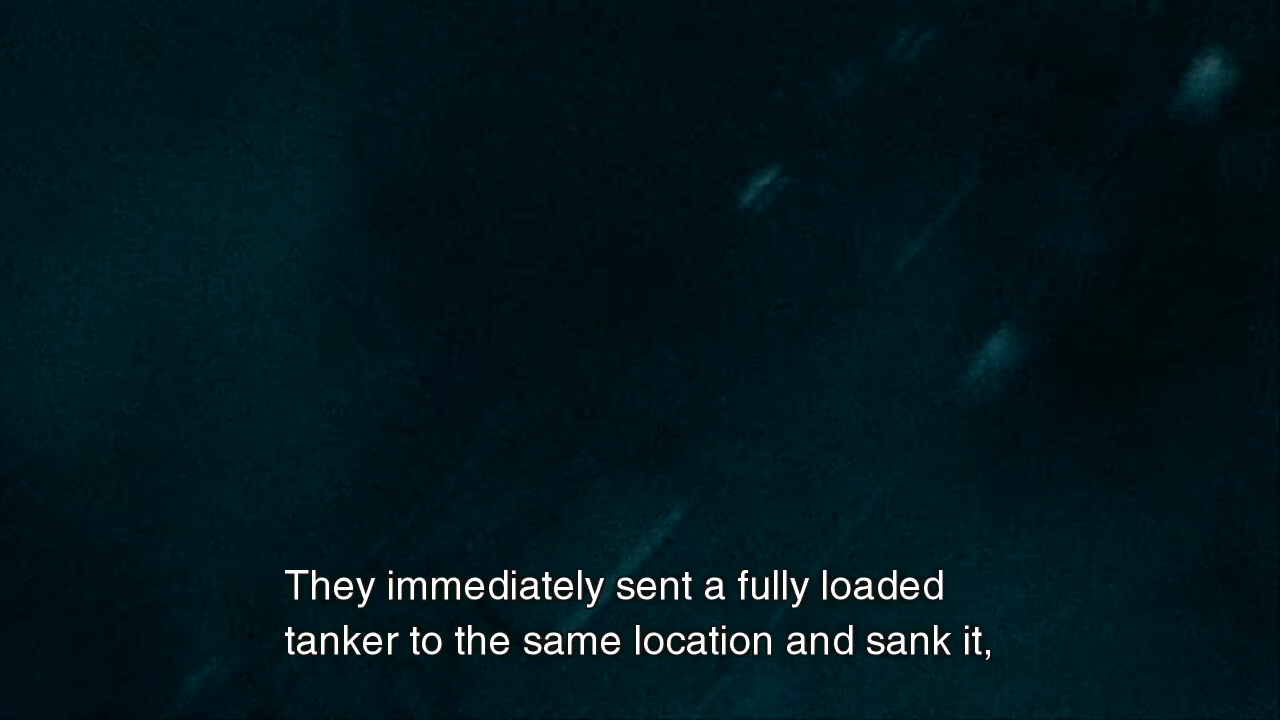 They immediately sent a fully loaded
tanker to the same location and sank it,